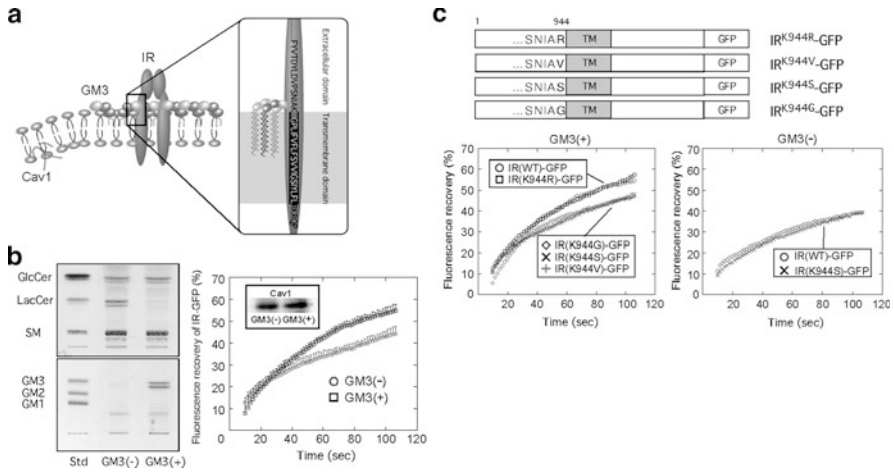 a
IR
GM3
Cav1
Extracellular domain
Transmembrane domain
b
GlcCer
LacCer
SM
GM3
GM2
GM1
Std GM3(-) GM3(+)
Fluorescence recovery of IR-GFP (%)
60
50
40
30
20
10
0
Cav1
GM3(-) GM3(+)
GM3(-)
GM3(+)
20 40 60 80 100 120
Time (sec)
c
1 944
...SNIAR TM GFP IRK944R-GFP
...SNIAV TM GFP IRK944V-GFP
...SNIAS TM GFP IRK944S-GFP
...SNIAG TM GFP IRK944G-GFP
GM3(+)
Fluorescence recovery (%)
70
60
50
40
30
20
10
0
IR(WT)-GFP
IR(K944R)-GFP
IR(K944G)-GFP
IR(K944S)-GFP
IR(K944V)-GFP
20 40 60 80 100 120
Time (sec)
GM3(-)
Fluorescence recovery (%)
70
60
50
40
30
20
10
0
IR(WT)-GFP
IR(K944S)-GFP
20 40 60 80 100 120
Time (sec)